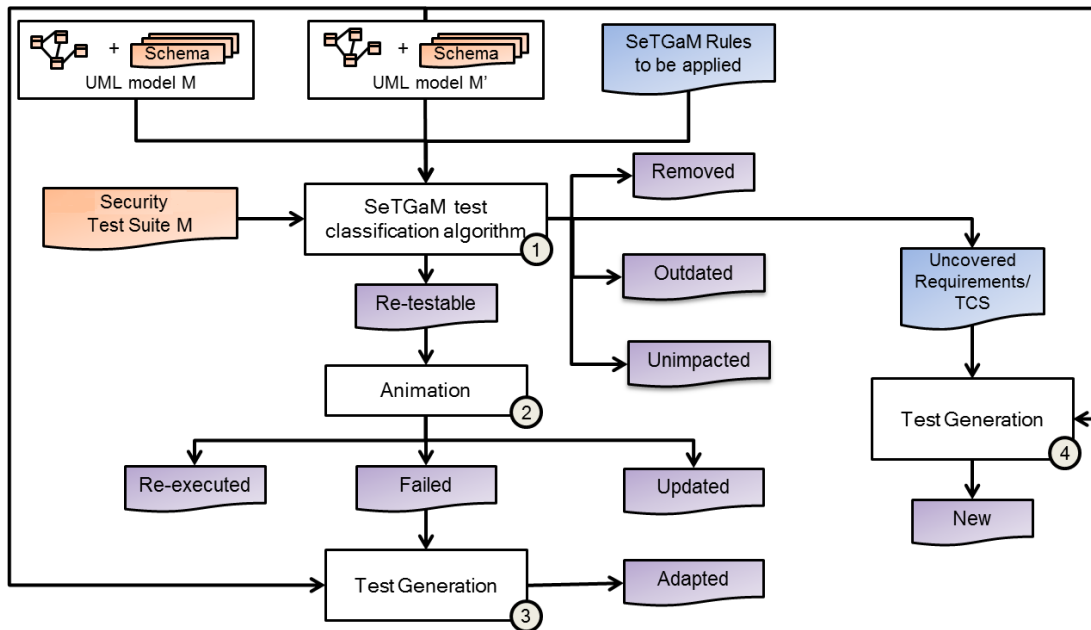 +
Schema
UML model M
+
Schema
UML model M'
SeTGaM Rules
to be applied
Removed
Security
Test Suite M
SeTGaM test
classification algorithm
1
Uncovered
Requirements/
TCS
Outdated
Re-testable
Unimpacted
Animation
2
Test Generation
4
Re-executed
Failed
Updated
New
Test Generation
3
Adapted